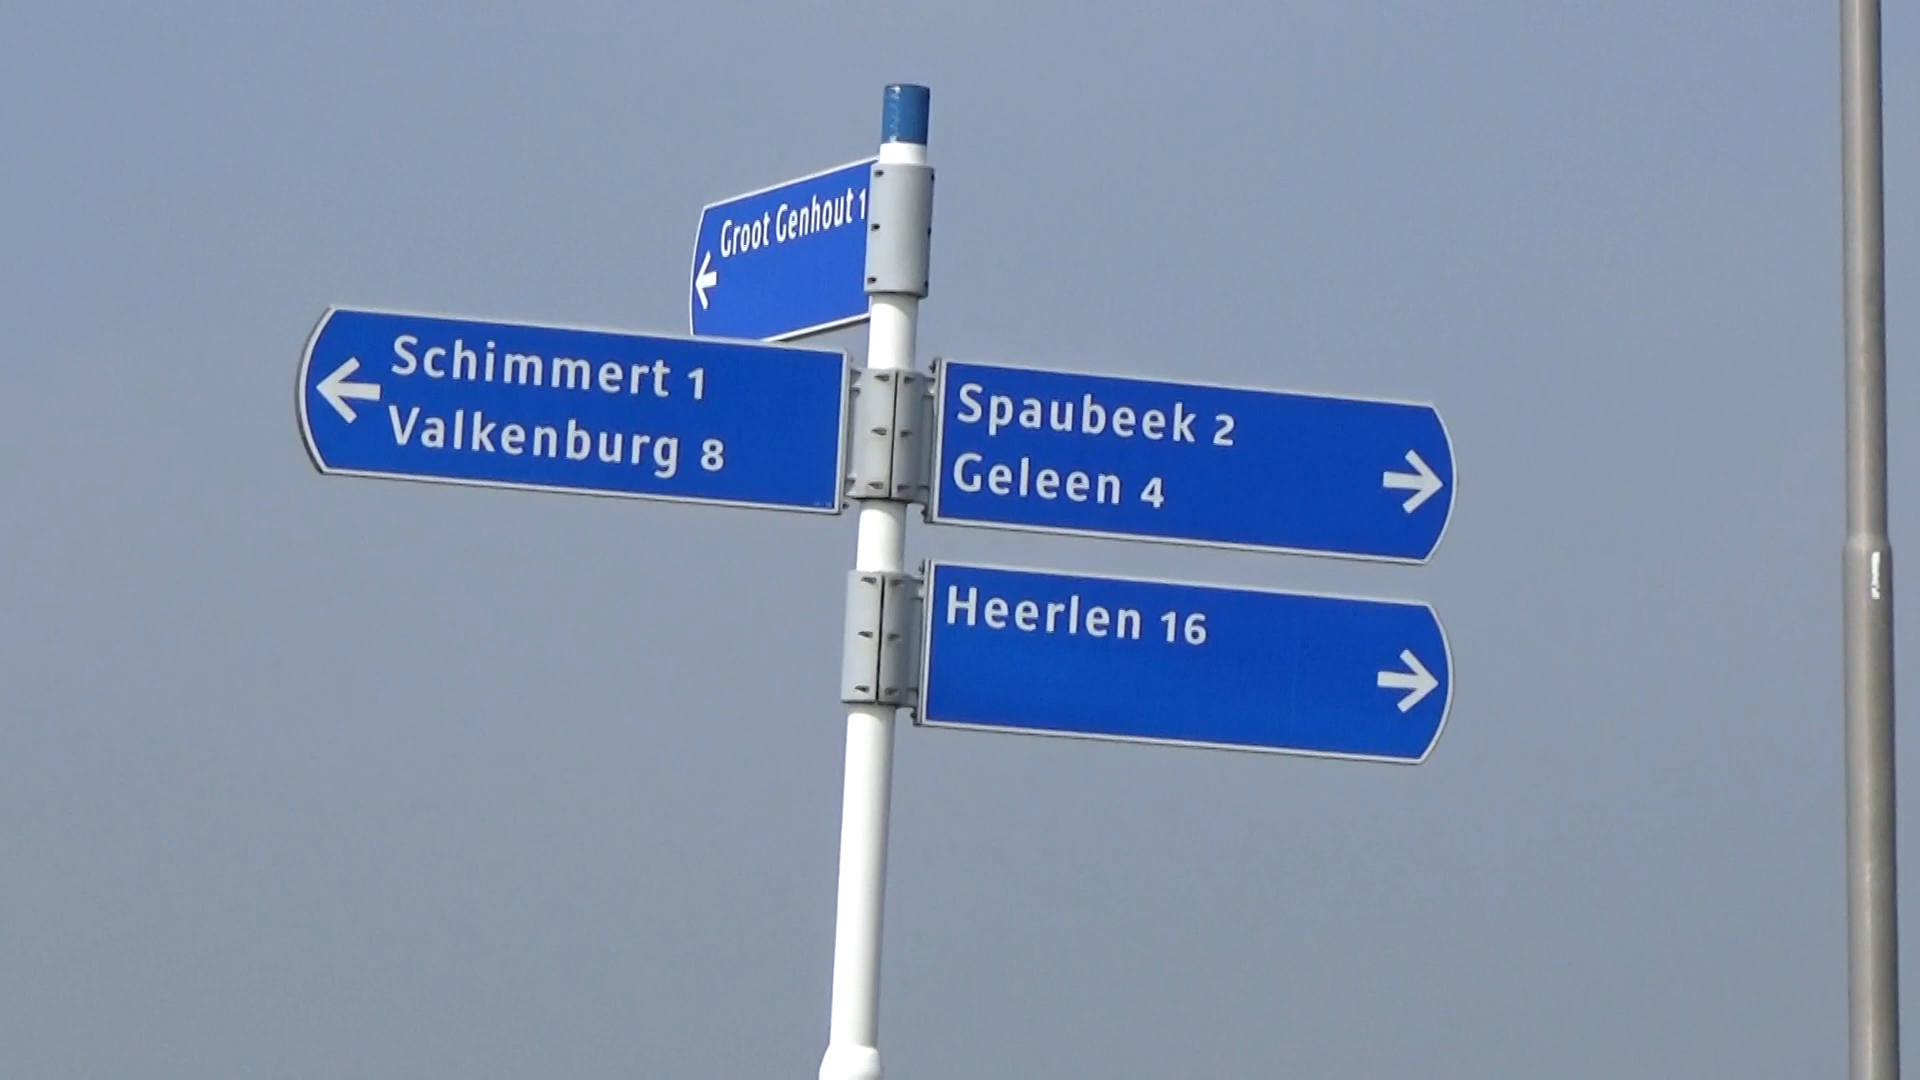 Groot Genhout 1
Schimmert 1
Valkenburg 8
Spaubeek 2
Geleen 4
Heerlen 16